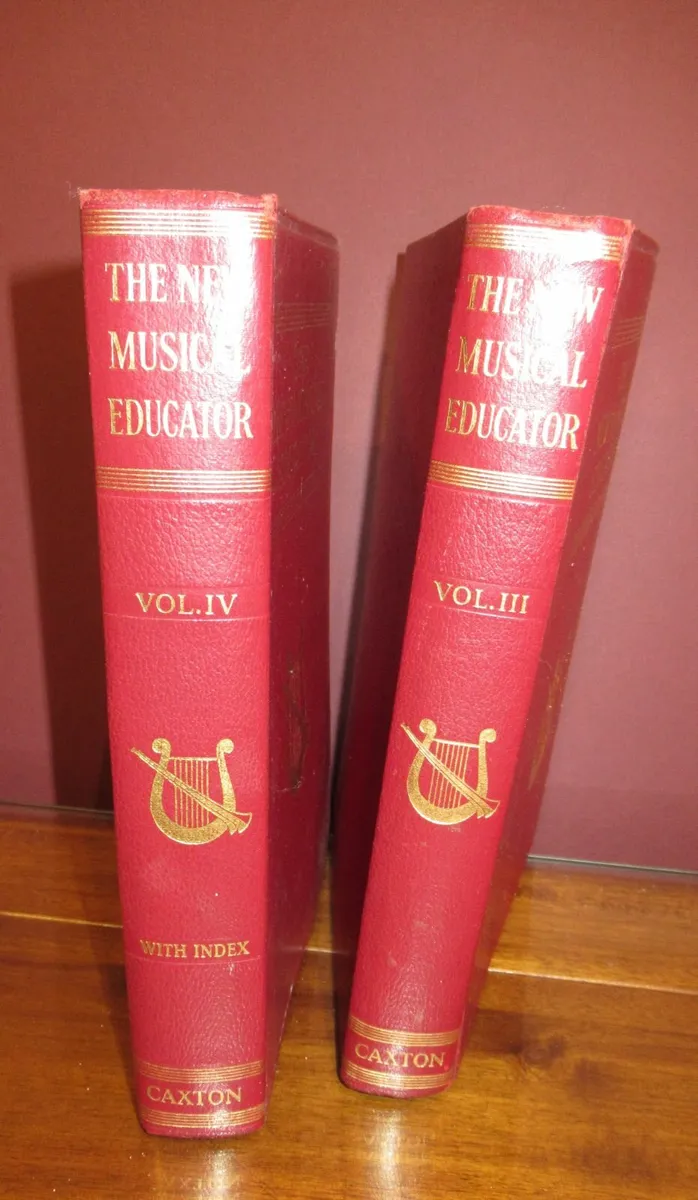 THE NEW
MUSICAL
EDUCATOR
VOL.IV
WITH INDEX
CAXTON
THE NEW
MUSICAL
EDUCATOR
VOL.III
CAXTON